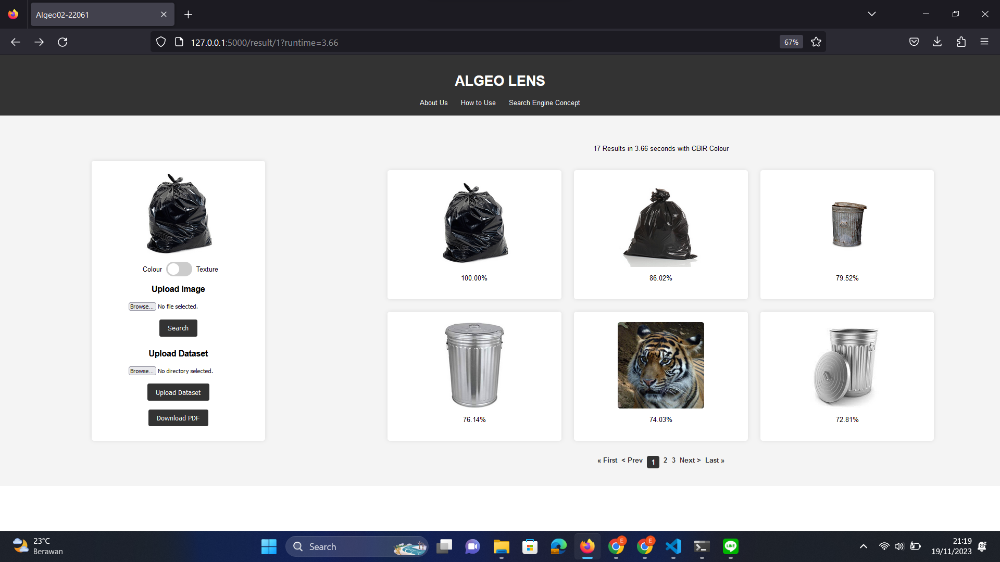 Algeo02-22061
127.0.0.1:5000/result/1?runtime=3.66
67%
ALGEO LENS
About Us How to Use Search Engine Concept
17 Results in 3.66 seconds with CBIR Colour
Colour Texture
Upload Image
Browse... No file selected.
Search
Upload Dataset
Browse... No directory selected.
Upload Dataset
Download PDF
100.00%
86.02%
79.52%
76.14%
74.03%
72.81%
« First < Prev 1 2 3 Next > Last »
23°C
Berawan
Search
E
E
LINE
21:19
19/11/2023